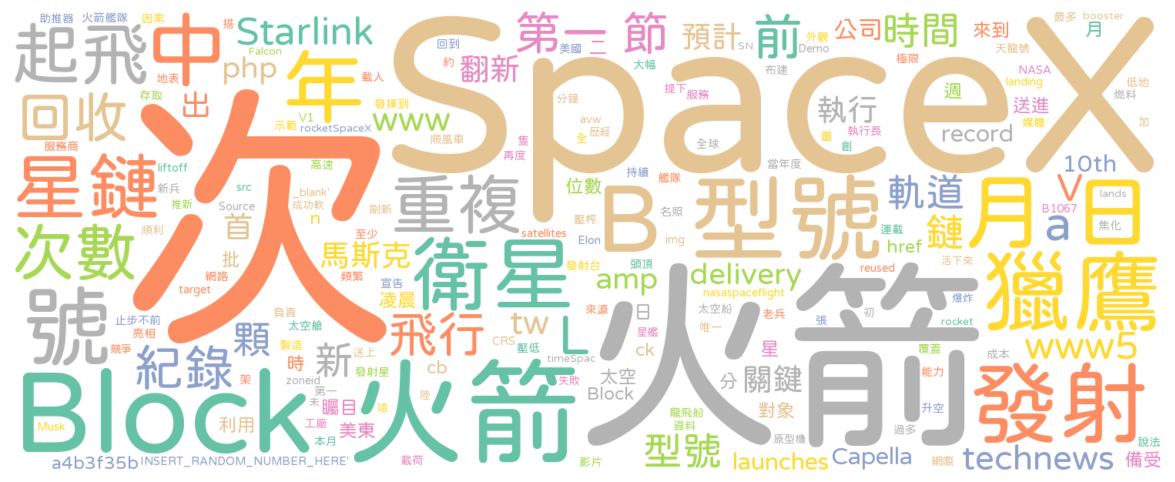 助推器 火箭艦隊 因素 搭 Starlink 第一節 預計 前 公司 時間 來到 月 最多 booster
起飛 中 地表 Falcon php 年 載人 回到 約 翻新 美國 二 SN Demo 外觀 天龍號 NASA landing 低地
回收 出 存取 發揮到 分鐘 大幅 布建 極限 週 送進 燃料
服務商 示範 V1 rocketSpaceX www 順風車 avw 歷經 隻 提下 服務 SpaceX 執行 執行長 record 媒體 加
星鏈 次 liftoff 高速 再度 全 全球 圈 創 當年度 10th
新兵 推新 src _blank' 成功軟 重複 持續 艦隊 位數 B 型號 軌道 V B1067 月 日 lands
順利 Source 首 n 刷新 壓榨 名照 運載 鏈 a 焦化
次數 批 至少 馬斯克 satellites Elon img href 活下來
網路 頻繁 衛星 發射台 頭頂 amp delivery reused 獵鷹
號 target 凌晨 宣告 nasaspaceflight 爆炸
止步不前 負責 來源 日 太空船 老兵 張 初
亮相 太空艙 飛行 tw L 星艦 唯一 火箭 rocket www5
競爭 紀錄 顆 製造 CRS 壓低 ck 星 覆蓋
架 時 新 送上 timeSpac 太空 分 關鍵 成本
Block zoneid 發射星 cb 失敗 Block 能力 發射
第一 未 項 陸 火箭 對象 升空
Musk 利用 矚目 龍飛船 過多
工廠 美東 資料 型號 原型機 說法
本月 launches Capella 網際 technews 備受
a4b3f35b INSERT_RANDOM_NUMBER_HERE' 載荷 影片